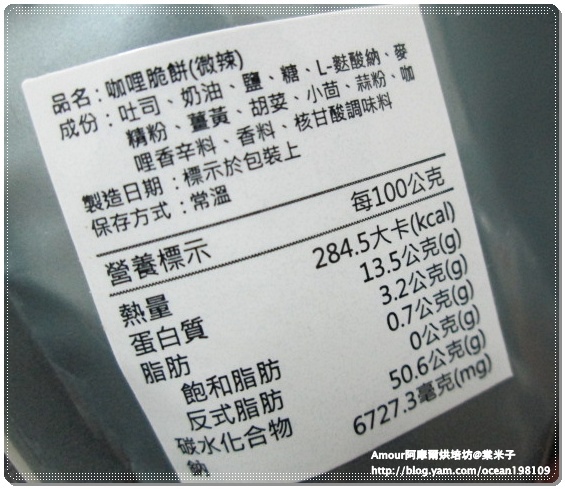 品名：咖哩脆餅(微辣)
成份：吐司、奶油、鹽、糖、L-麩酸納、麥
精粉、薑黃、胡荽、小茴、蒜粉、咖
哩香辛料、香料、核甘酸調味料
製造日期：標示於包裝上
保存方式：常溫
營養標示 每100公克
熱量 284.5大卡(kcal)
蛋白質 13.5公克(g)
脂肪 3.2公克(g)
飽和脂肪 0.7公克(g)
反式脂肪 0公克(g)
碳水化合物 50.6公克(g)
鈉 6727.3毫克(mg)
Amour阿摩爾烘培坊@棠米子
http://blog.yam.com/ocean198109